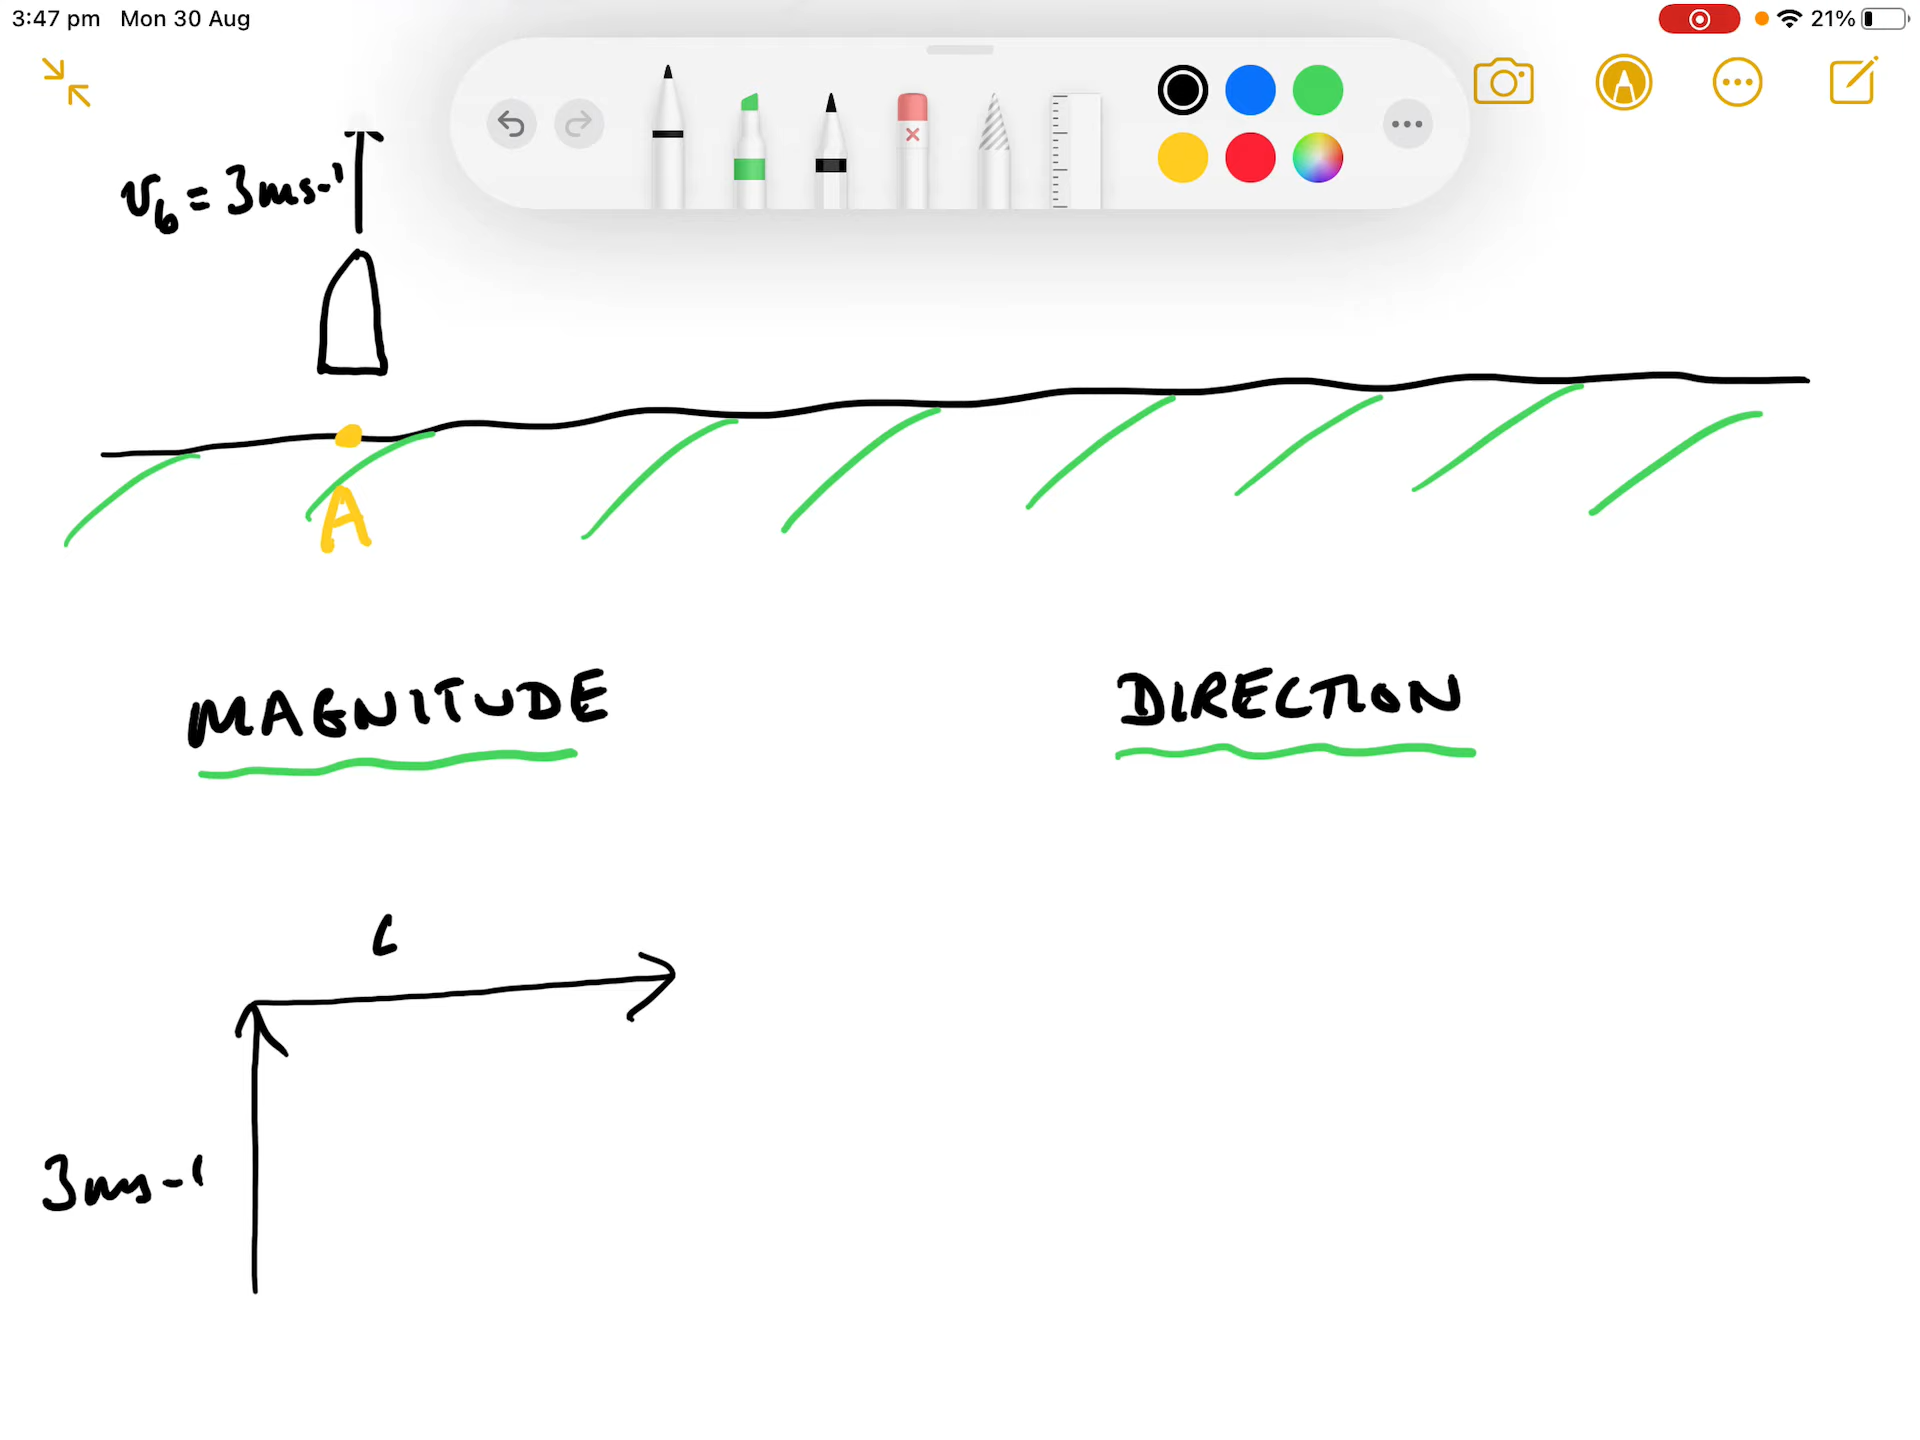 3:47 pm Mon 30 Aug
21%
v_b = 3ms⁻¹
A
MAGNITUDE
DIRECTION
3ms⁻¹